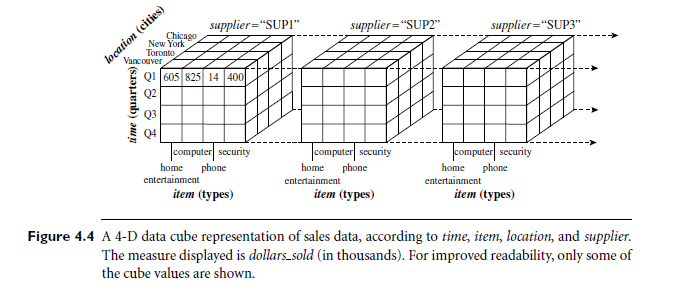 location (cities)
supplier="SUP1" supplier="SUP2" supplier="SUP3"
Chicago
New York
Toronto
Vancouver
time (quarters)
Q1 605 825 14 400
Q2
Q3
Q4
computer security computer security computer security
home phone home phone home phone
entertainment entertainment entertainment
item (types) item (types) item (types)
Figure 4.4 A 4-D data cube representation of sales data, according to time, item, location, and supplier.
The measure displayed is dollars_sold (in thousands). For improved readability, only some of
the cube values are shown.